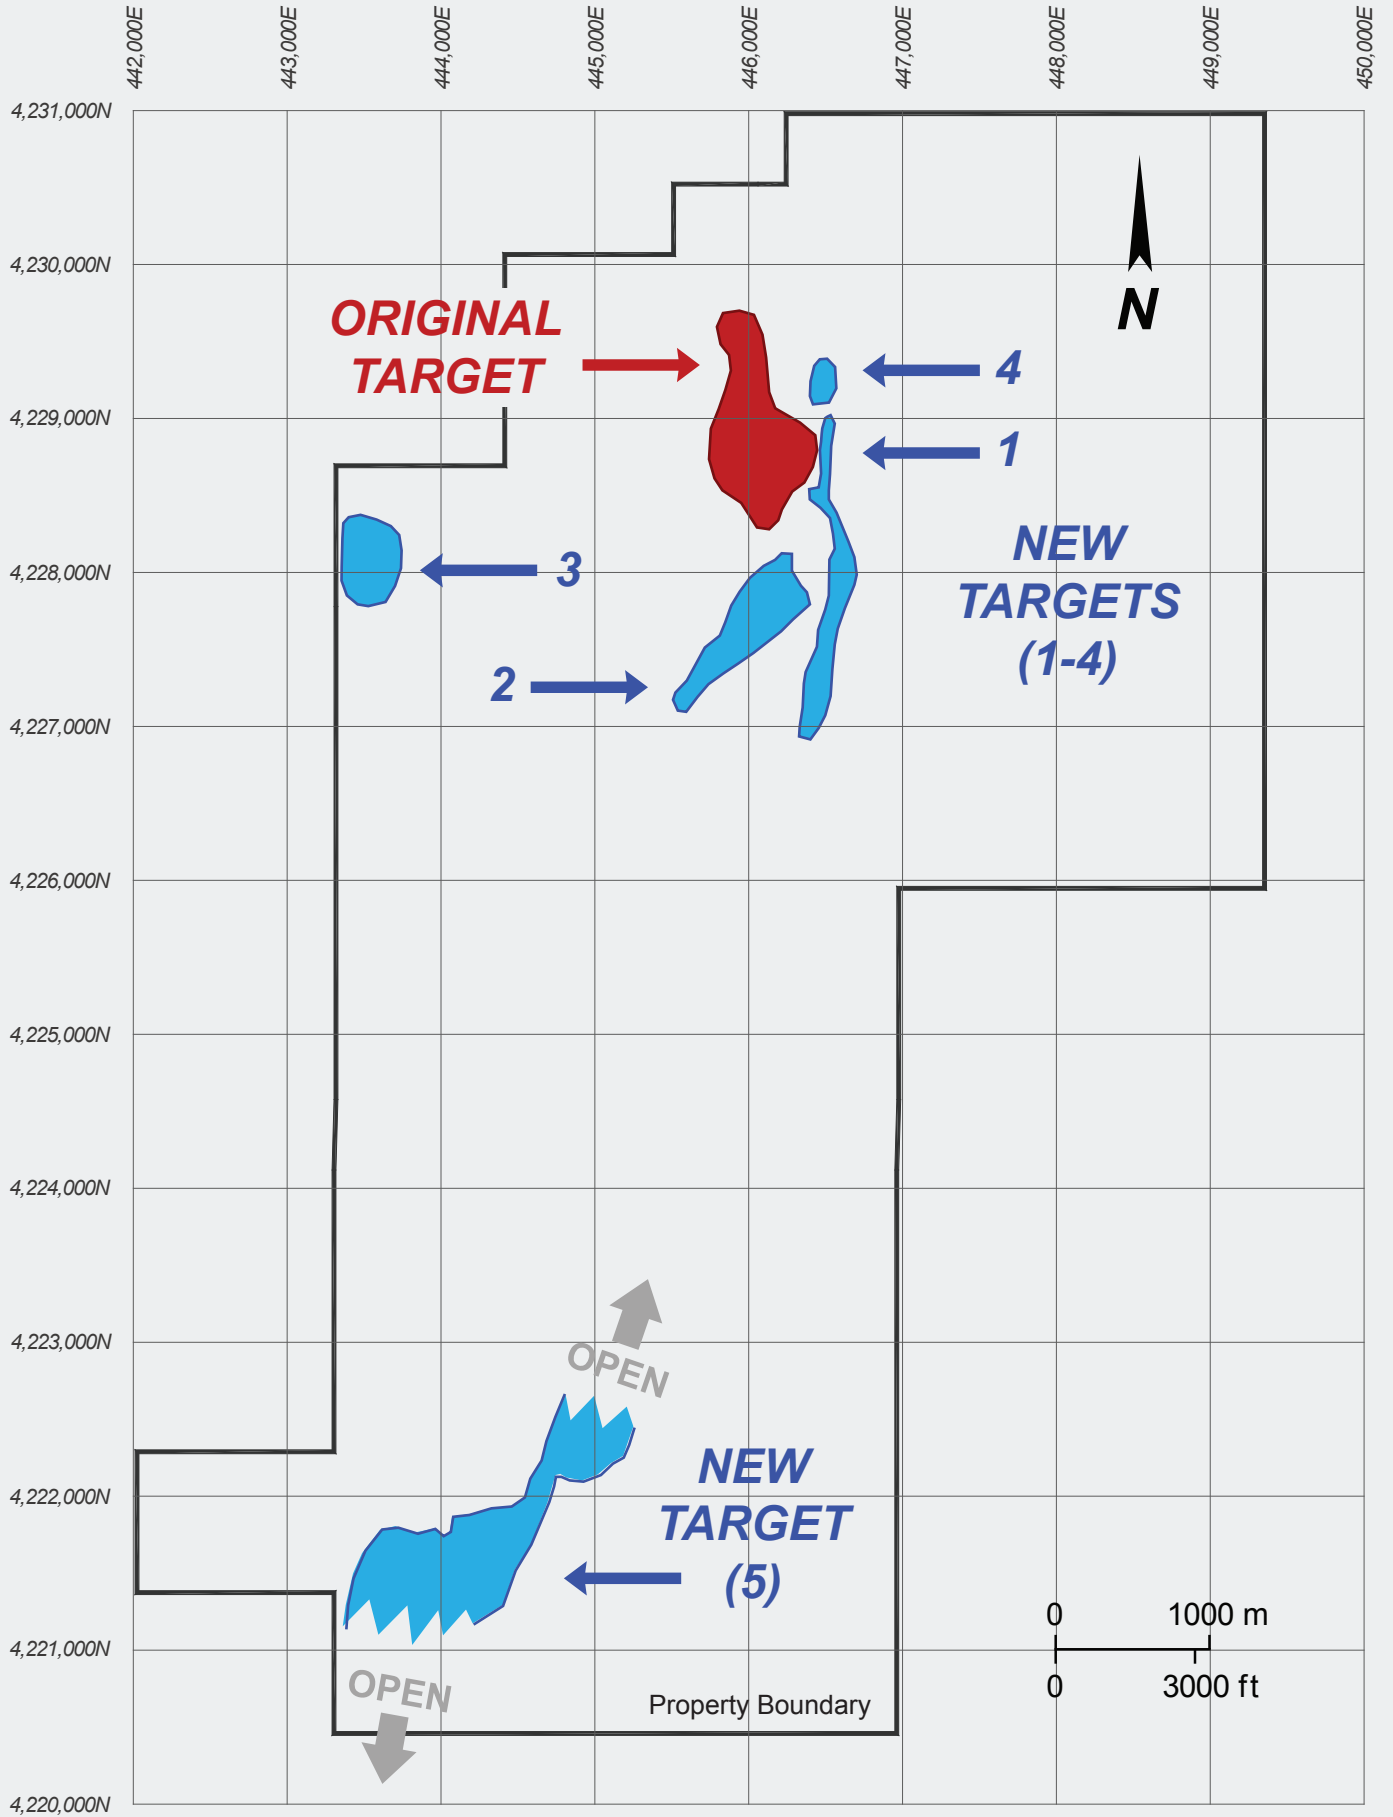 442,000E
443,000E
444,000E
445,000E
446,000E
447,000E
448,000E
449,000E
450,000E
4,231,000N
4,230,000N
4,229,000N
4,228,000N
4,227,000N
4,226,000N
4,225,000N
4,224,000N
4,223,000N
4,222,000N
4,221,000N
4,220,000N
N
ORIGINAL
TARGET
4
1
3
2
NEW
TARGETS
(1-4)
OPEN
NEW
TARGET
(5)
OPEN
Property Boundary
0 1000 m
0 3000 ft